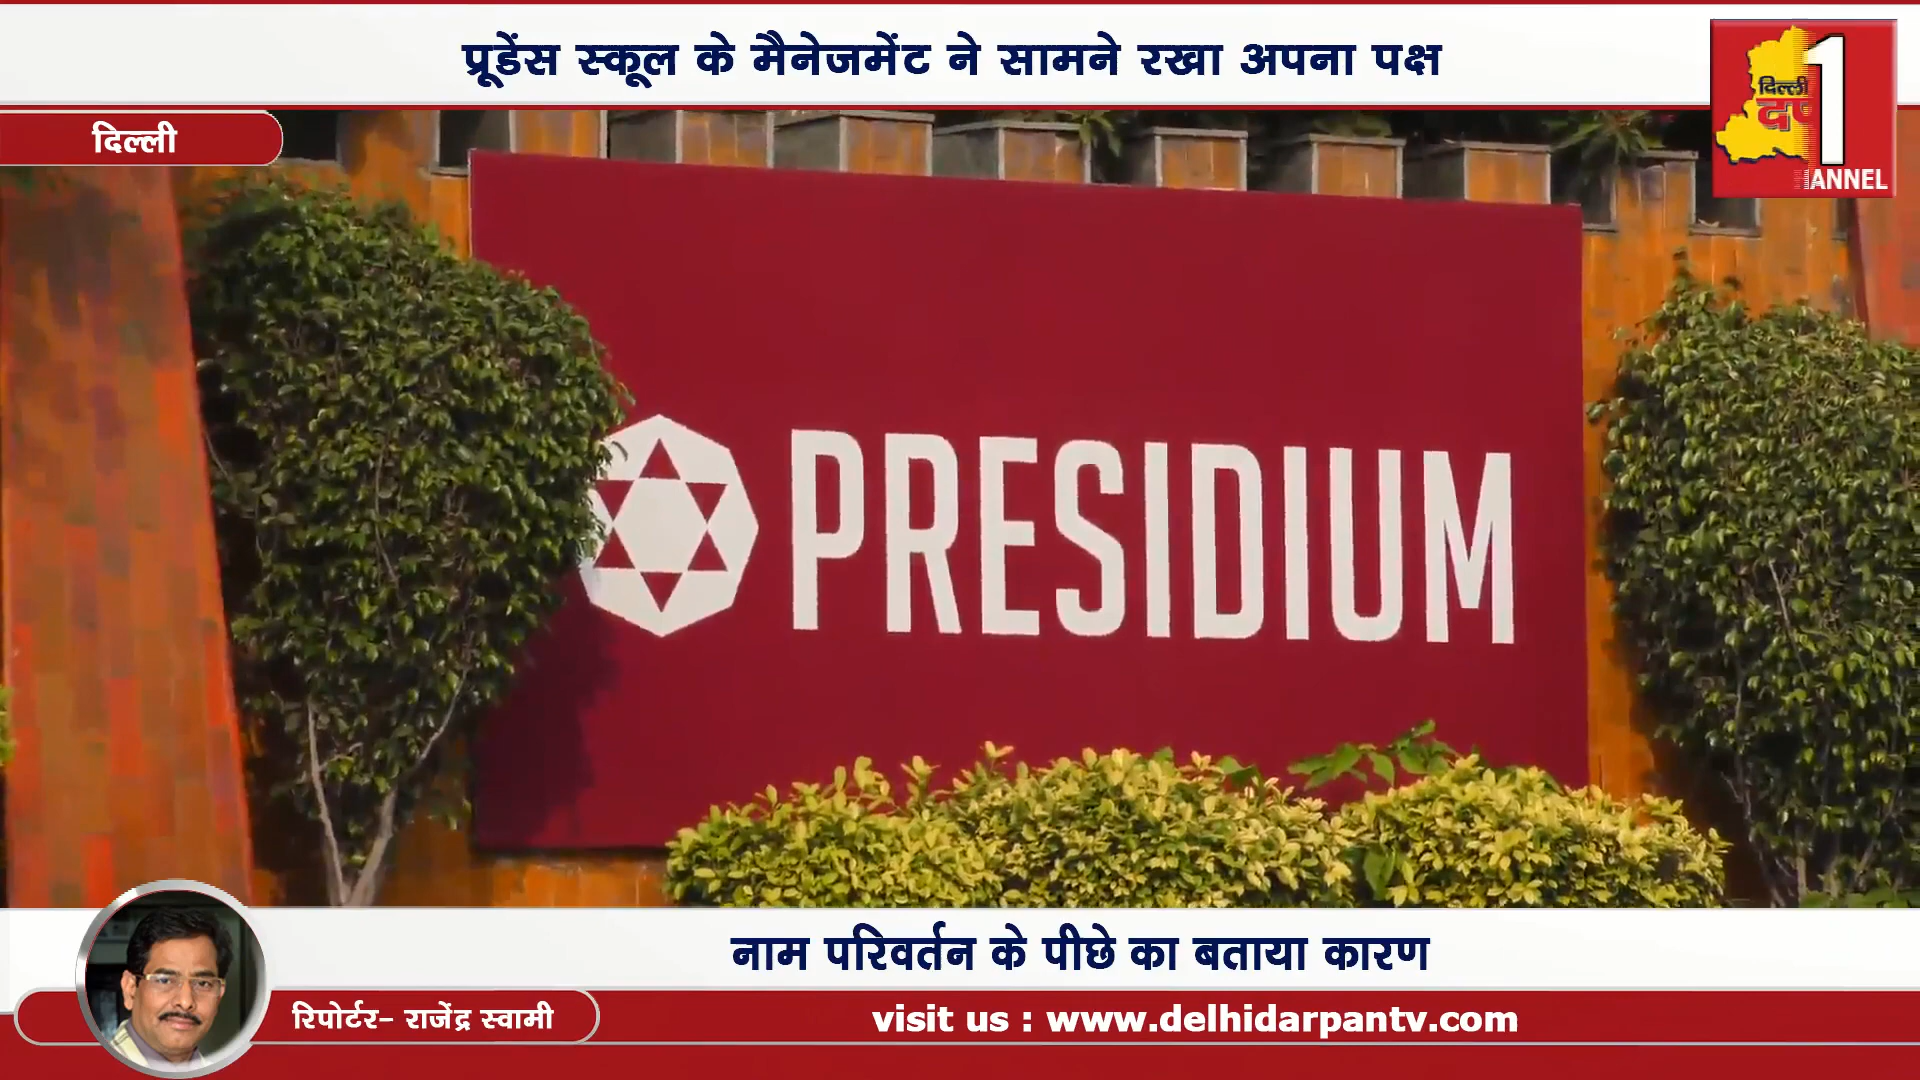 प्रूडेंस स्कूल के मैनेजमेंट ने सामने रखा अपना पक्ष
दिल्ली
दिल्ली
1
ANNEL
PRESIDIUM
नाम परिवर्तन के पीछे का बताया कारण
रिपोर्टर- राजेंद्र स्वामी
visit us : www.delhidarpantv.com